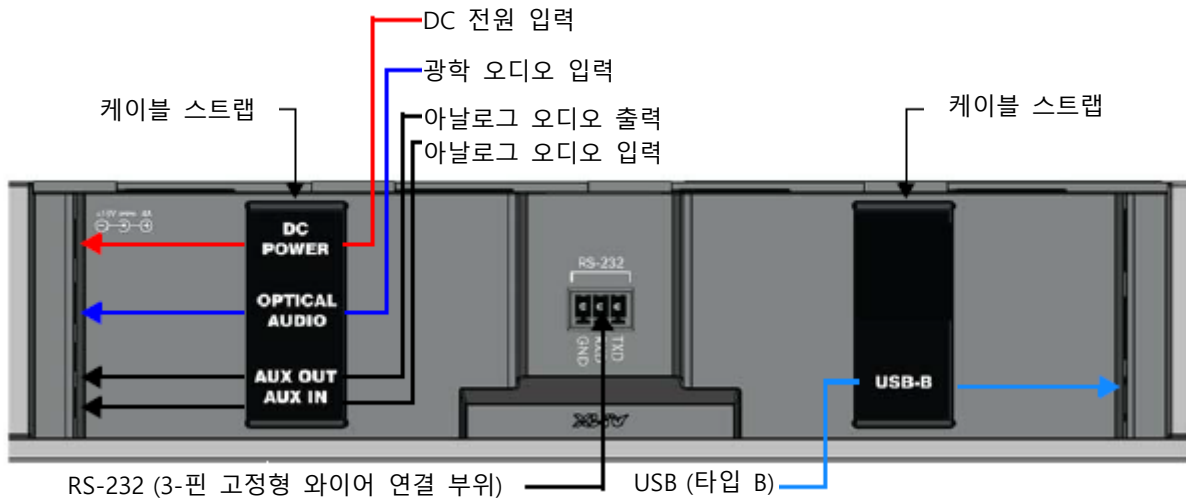 DC 전원 입력
광학 오디오 입력
케이블 스트랩
아날로그 오디오 출력
아날로그 오디오 입력
케이블 스트랩
DC
POWER
OPTICAL
AUDIO
AUX OUT
AUX IN
RS-232
GND
RXD
TXD
USB-B
RS-232 (3-핀 고정형 와이어 연결 부위)
USB (타입 B)